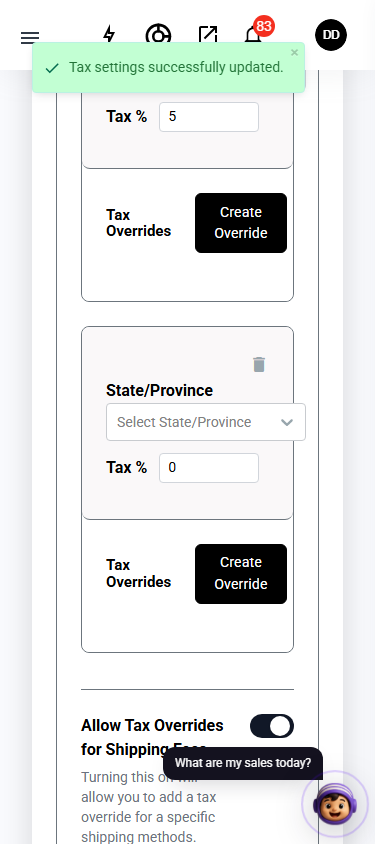 83
DD
Tax settings successfully updated.
×
Tax %
5
Tax
Overrides
Create
Override
State/Province
Select State/Province
Tax %
0
Tax
Overrides
Create
Override
Allow Tax Overrides
for Shipping
What are my sales today?
Turning this off will
allow you to add a tax
override for a specific
shipping methods.